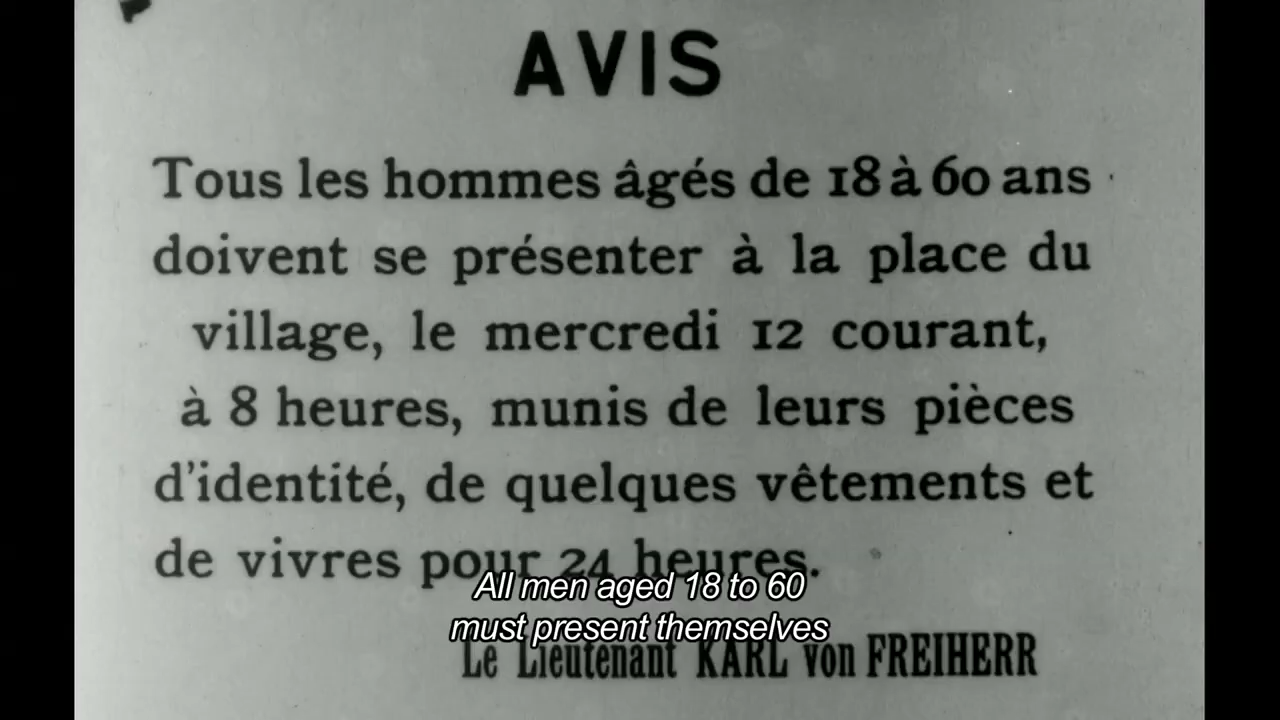 AVIS
Tous les hommes âgés de 18 à 60 ans
doivent se présenter à la place du
village, le mercredi 12 courant,
à 8 heures, munis de leurs pièces
d'identité, de quelques vêtements et
de vivres pour 24 heures.
All men aged 18 to 60
must present themselves
Le Lieutenant KARL von FREIHERR